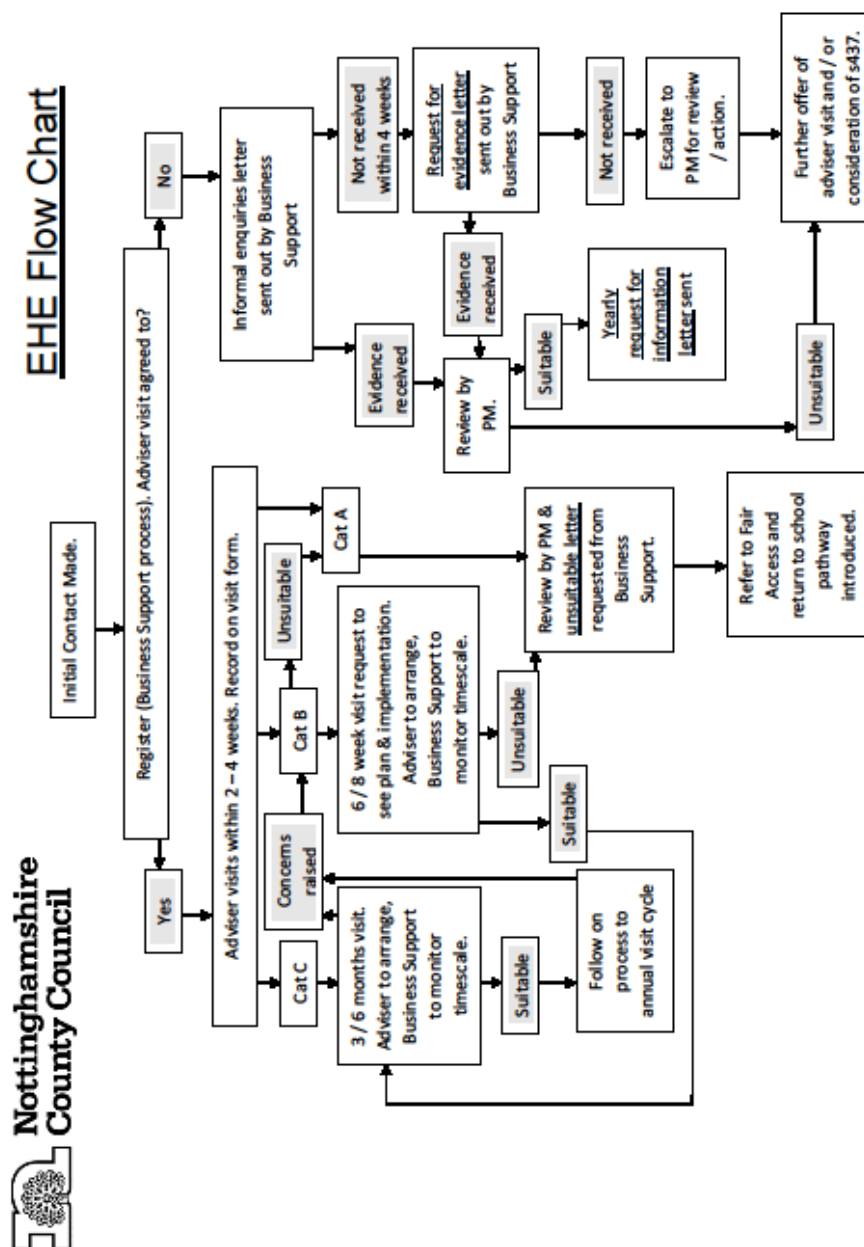 Nottinghamshire
County Council
EHE Flow Chart
Initial Contact Made.
Register (Business Support process). Adviser visit agreed to?
Yes
No
Adviser visits within 2 – 4 weeks. Record on visit form.
Informal enquiries letter
sent out by Business
Support
Cat C
Concerns
raised
Cat B
Unsuitable
Cat A
Evidence
received
Not received
within 4 weeks
3 / 6 months visit.
Adviser to arrange,
Business Support
to monitor
timescale.
6 / 8 week visit request to
see plan & implementation.
Adviser to arrange,
Business Support to
monitor timescale.
Review by
PM.
Evidence
received
Request for
evidence letter
sent out by
Business Support
Suitable
Suitable
Unsuitable
Suitable
Not received
Follow on
process to
annual visit cycle
Review by PM &
unsuitable letter
requested from
Business
Support.
Yearly
request for
information
letter sent
Escalate to
PM for review
/ action.
Refer to Fair
Access and
return to school
pathway
introduced.
Unsuitable
Further offer of
adviser visit and / or
consideration of s437.